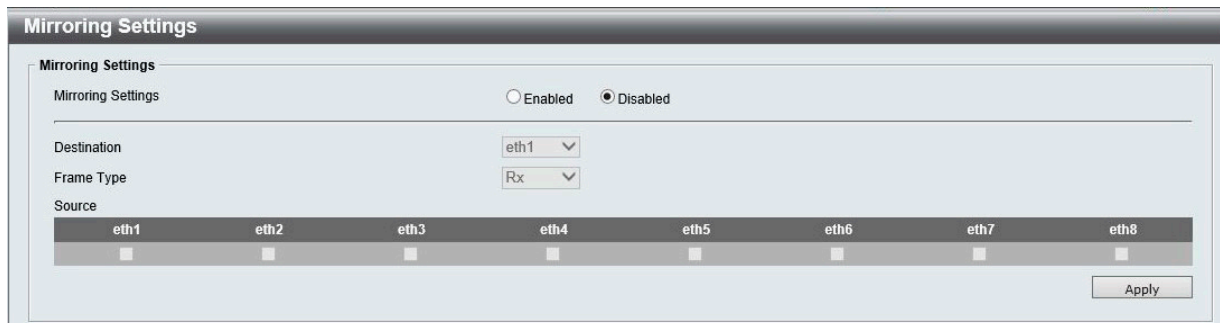 Mirroring Settings
Mirroring Settings
Mirroring Settings Enabled Disabled
Destination eth1
Frame Type Rx
Source
eth1 eth2 eth3 eth4 eth5 eth6 eth7 eth8
Apply